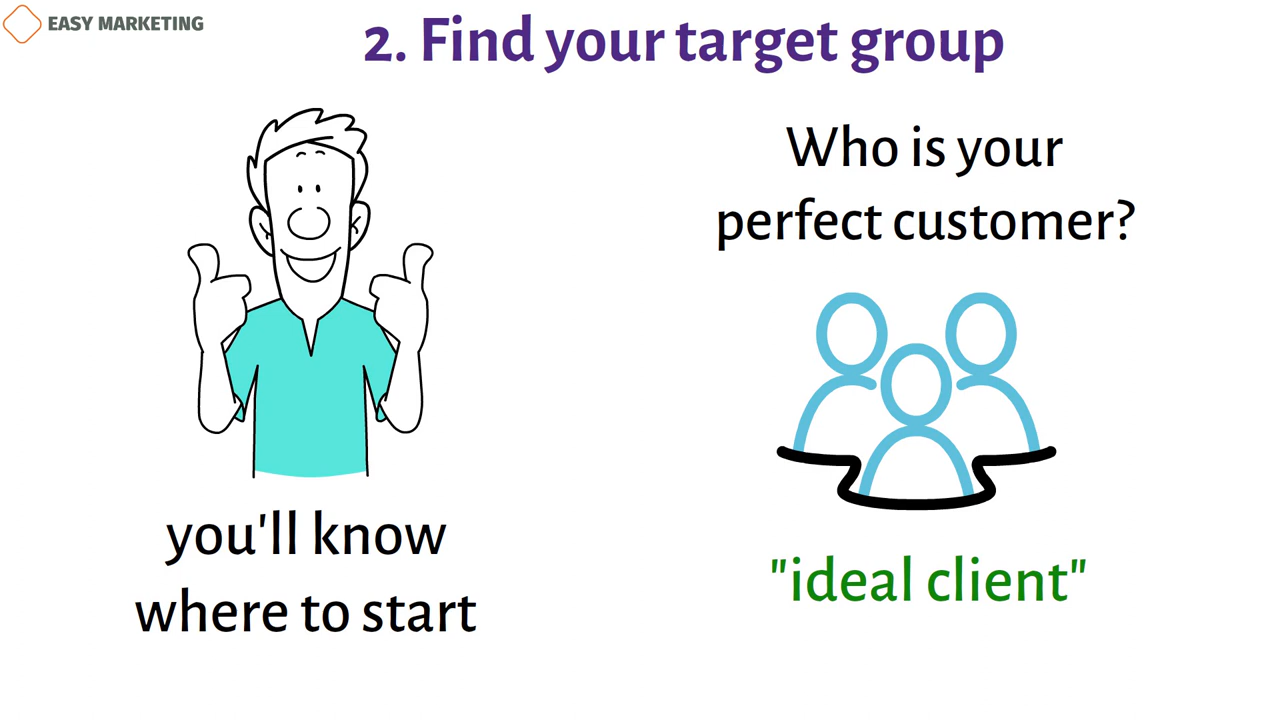 EASY MARKETING
2. Find your target group
Who is your
perfect customer?
you'll know
where to start
"ideal client"